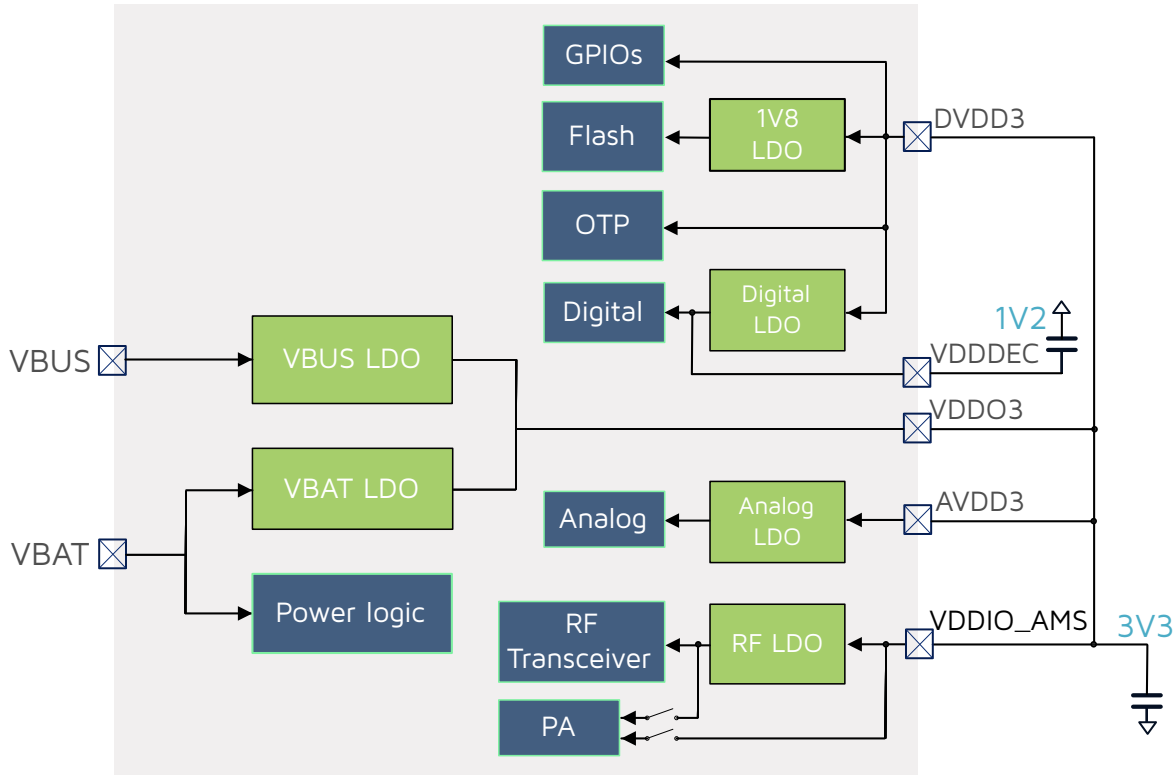 GPIOs
Flash
1V8
LDO
DVDD3
OTP
Digital
Digital
LDO
1V2
VDDDEC
VBUS
VBUS LDO
VDDO3
VBAT LDO
Analog
Analog
LDO
AVDD3
VBAT
Power logic
RF
Transceiver
RF LDO
VDDIO_AMS
3V3
PA